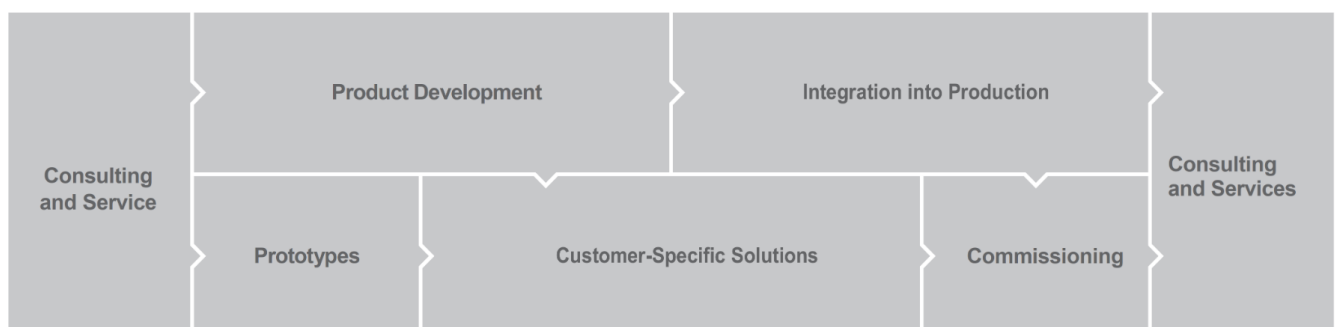 Product Development
Integration into Production
Consulting
and Service
Consulting
and Services
Prototypes
Customer-Specific Solutions
Commissioning